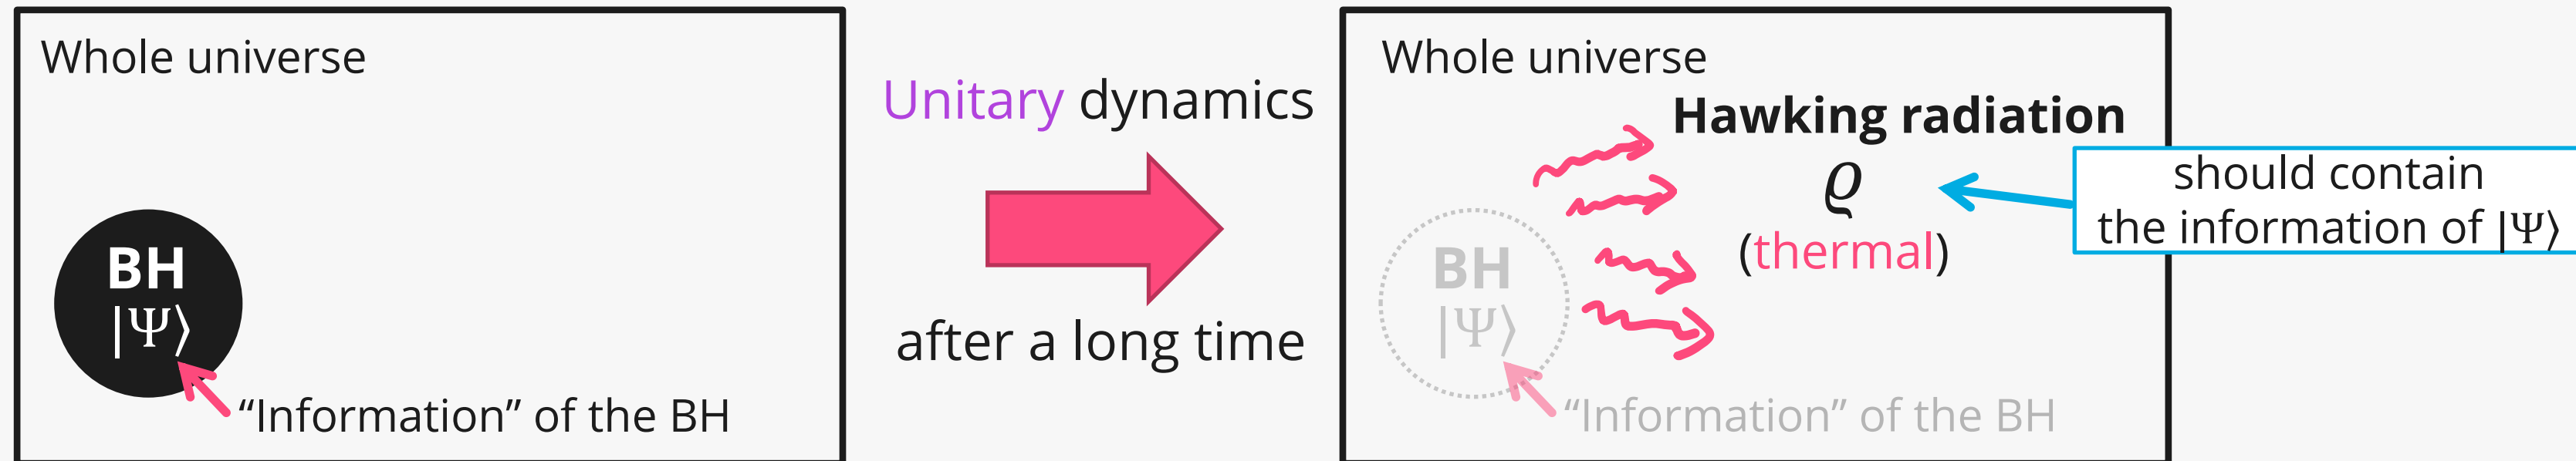 Whole universe
BH
|Ψ⟩
“Information” of the BH
Unitary dynamics
after a long time
Whole universe
Hawking radiation
ϱ
(thermal)
BH
|Ψ⟩
“Information” of the BH
should contain
the information of |Ψ⟩